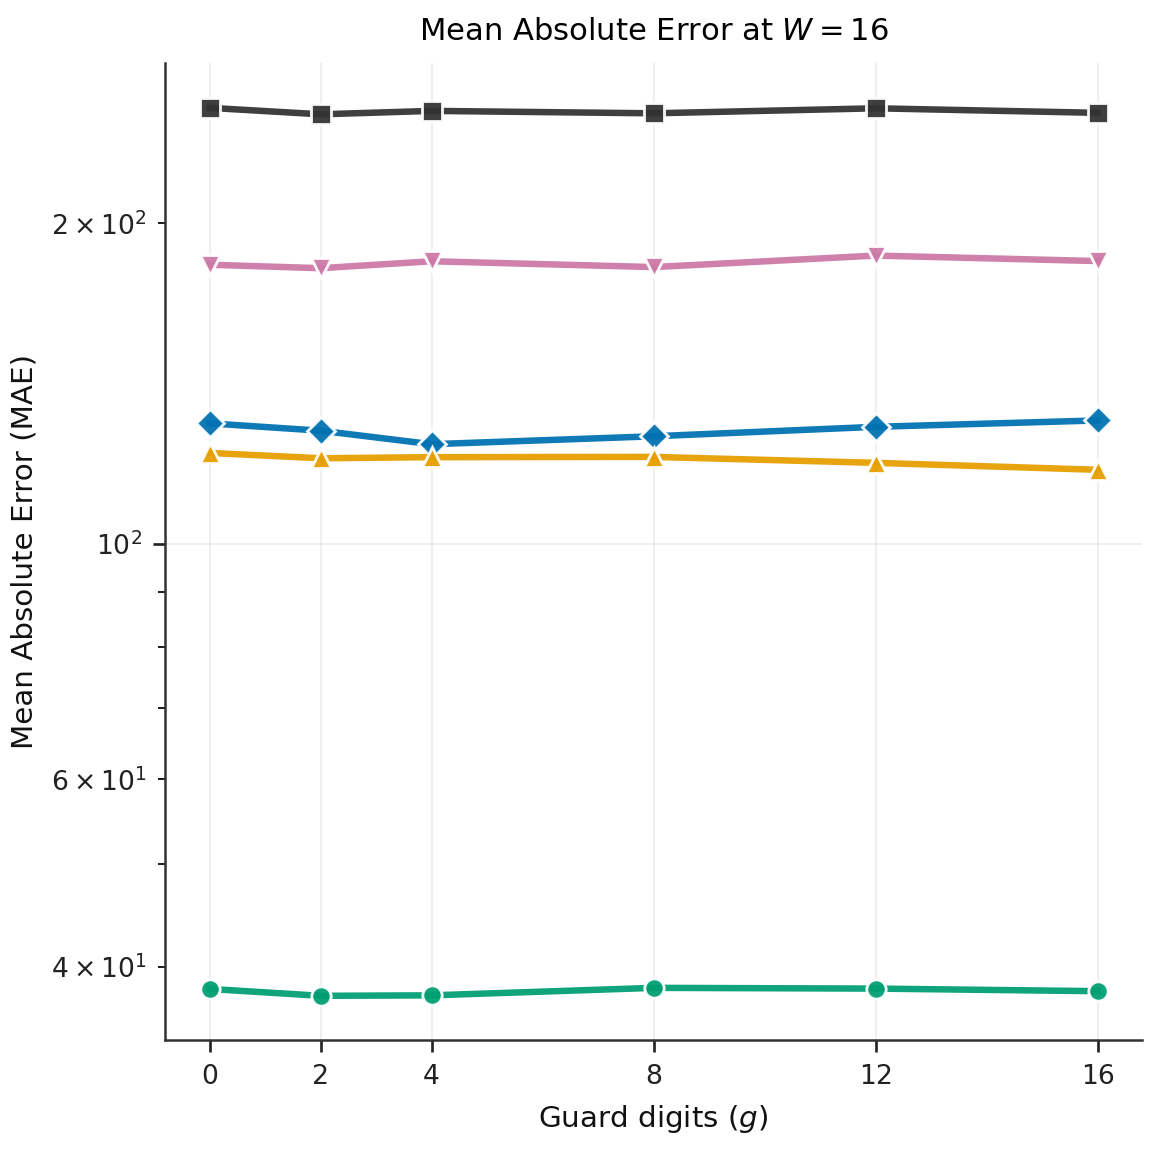 Mean Absolute Error at W = 16
Mean Absolute Error (MAE)
2 × 10²
10²
6 × 10¹
4 × 10¹
0 2 4 8 12 16
Guard digits (g)